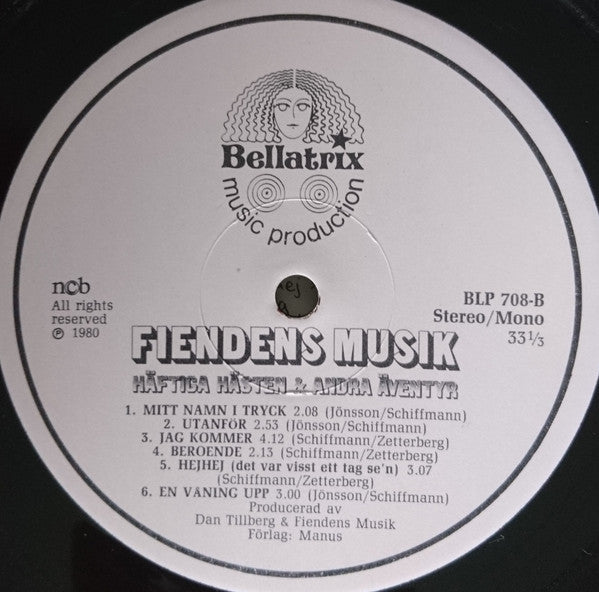 Bellatrix
music production
ncb
All rights
reserved
℗ 1980
BLP 708-B
Stereo/Mono
33⅓
FIENDENS MUSIK
HÄFTIGA HÄSTEN & ANDRA ÄVENTYR
1. MITT NAMN I TRYCK 2.08 (Jönsson/Schiffmann)
2. UTANFÖR 2.53 (Jönsson/Schiffmann)
3. JAG KOMMER 4.12 (Schiffmann/Zetterberg)
4. BEROENDE 2.13 (Schiffmann/Zetterberg)
5. HEJHEJ (det var visst ett tag se'n) 3.07
(Schiffmann/Zetterberg)
6. EN VÅNING UPP 3.00 (Jönsson/Schiffmann)
Producerad av
Dan Tillberg & Fiendens Musik
Förlag: Manus